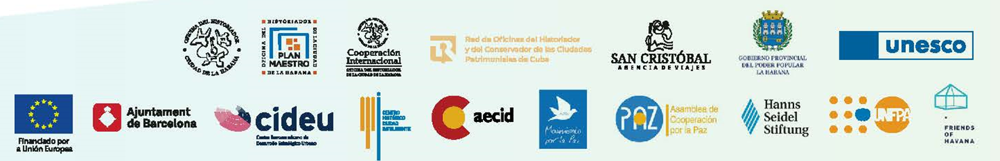 OFICINA DEL HISTORIADOR
CIUDAD DE LA HABANA
OFICINA DEL
HISTORIADOR
DE LA CIUDAD
DE LA HABANA
PLAN
MAESTRO
Cooperación
Internacional
OFICINA DEL HISTORIADOR
DE LA CIUDAD DE LA HABANA
Red de Oficinas del Historiador
y del Conservador de las Ciudades
Patrimoniales de Cuba
SAN CRISTÓBAL
AGENCIA DE VIAJES
GOBIERNO PROVINCIAL
DEL PODER POPULAR
LA HABANA
unesco
Financiado por
a Unión Europea
Ajuntament
de Barcelona
cideu
Centro Iberoamericano de
Desarrollo Estratégico Urbano
CENTRO
HISTÓRICO
CIUDAD
INTELIGENTE
aecid
Movimiento
por la Paz
PAZ
Asamblea de
Cooperación
por la Paz
Hanns
Seidel
Stiftung
UNFPA
FRIENDS
OF
HAVANA